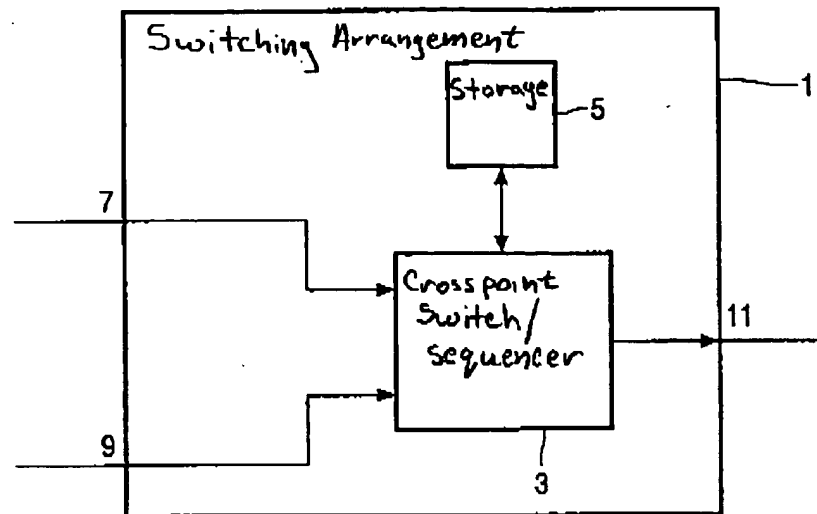 Switching Arrangement
Storage
1
5
7
Crosspoint
Switch/
sequencer
11
9
3